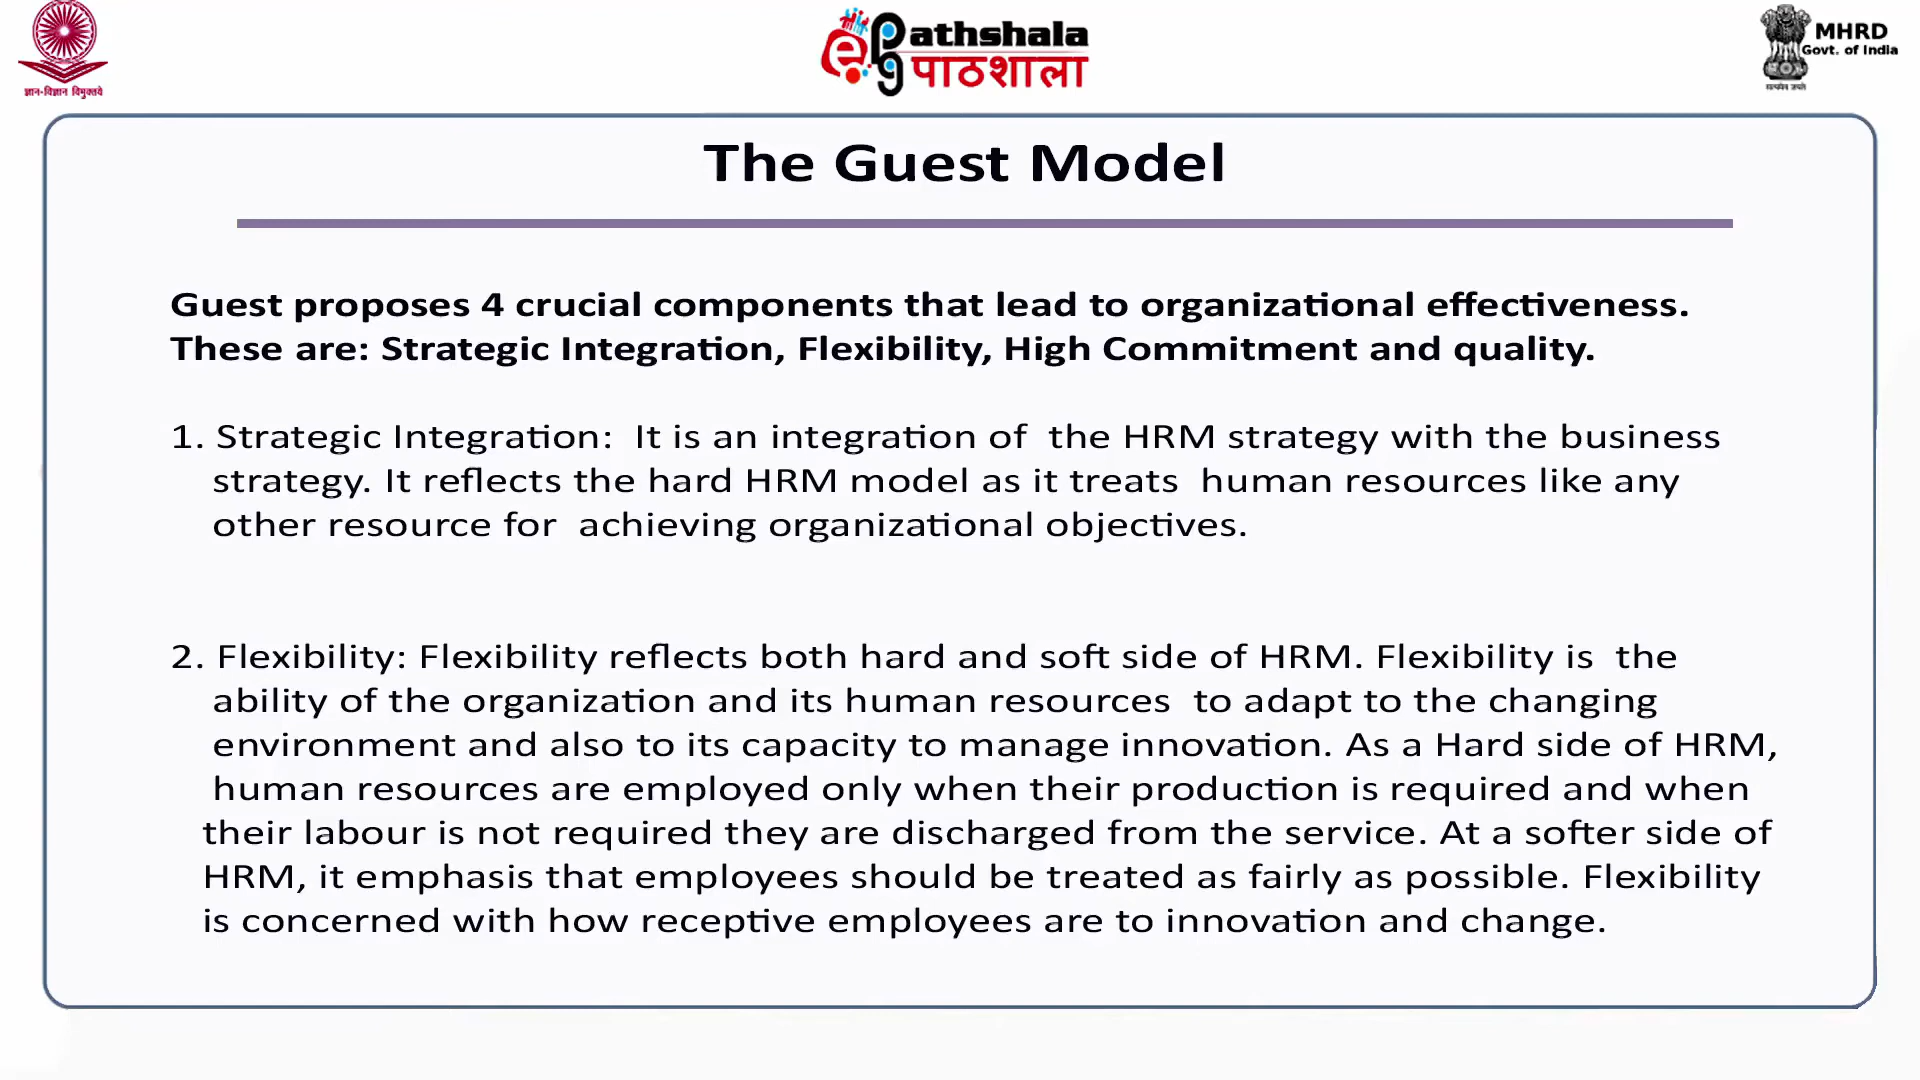 ज्ञान-विज्ञान विमुक्तये
ePG athshala
पाठशाला
MHRD
Govt. of India
सत्यमेव जयते
The Guest Model
Guest proposes 4 crucial components that lead to organizational effectiveness.
These are: Strategic Integration, Flexibility, High Commitment and quality.
1. Strategic Integration: It is an integration of the HRM strategy with the business
strategy. It reflects the hard HRM model as it treats human resources like any
other resource for achieving organizational objectives.
2. Flexibility: Flexibility reflects both hard and soft side of HRM. Flexibility is the
ability of the organization and its human resources to adapt to the changing
environment and also to its capacity to manage innovation. As a Hard side of HRM,
human resources are employed only when their production is required and when
their labour is not required they are discharged from the service. At a softer side of
HRM, it emphasis that employees should be treated as fairly as possible. Flexibility
is concerned with how receptive employees are to innovation and change.